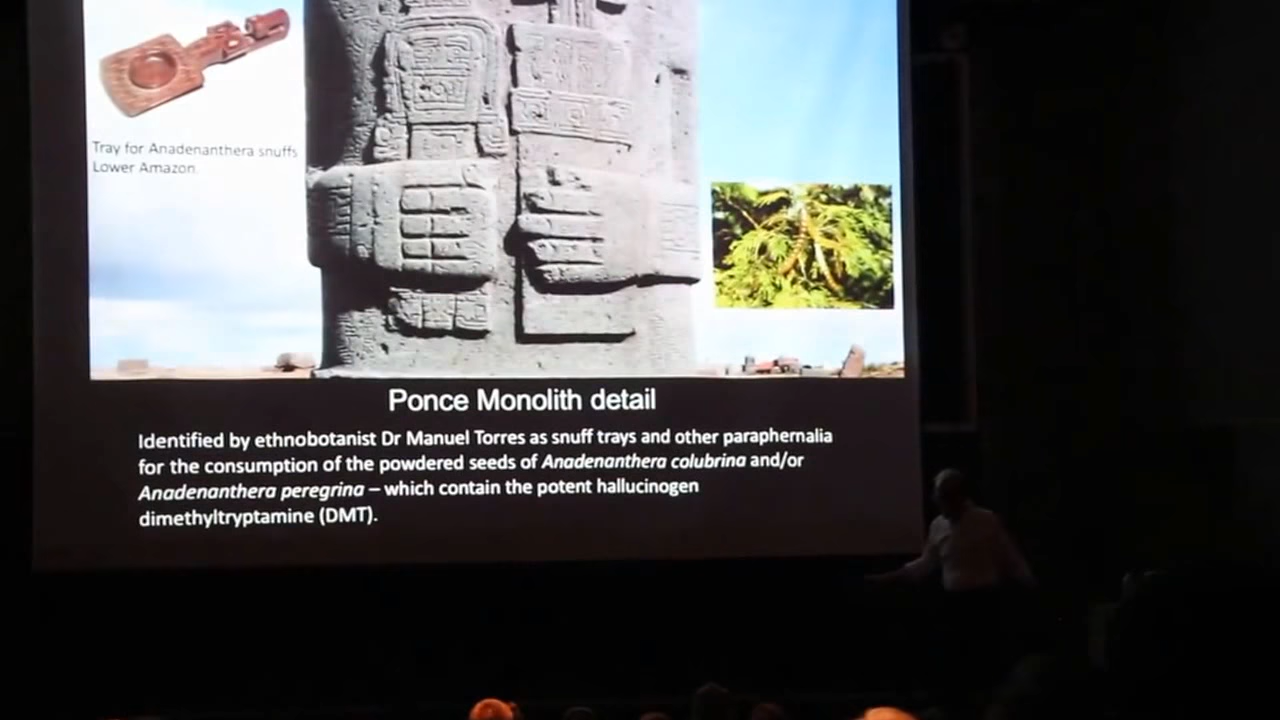 Tray for Anadenanthera snuffs
Lower Amazon.
Ponce Monolith detail
Identified by ethnobotanist Dr Manuel Torres as snuff trays and other paraphernalia
for the consumption of the powdered seeds of Anadenanthera colubrina and/or
Anadenanthera peregrina – which contain the potent hallucinogen
dimethyltryptamine (DMT).